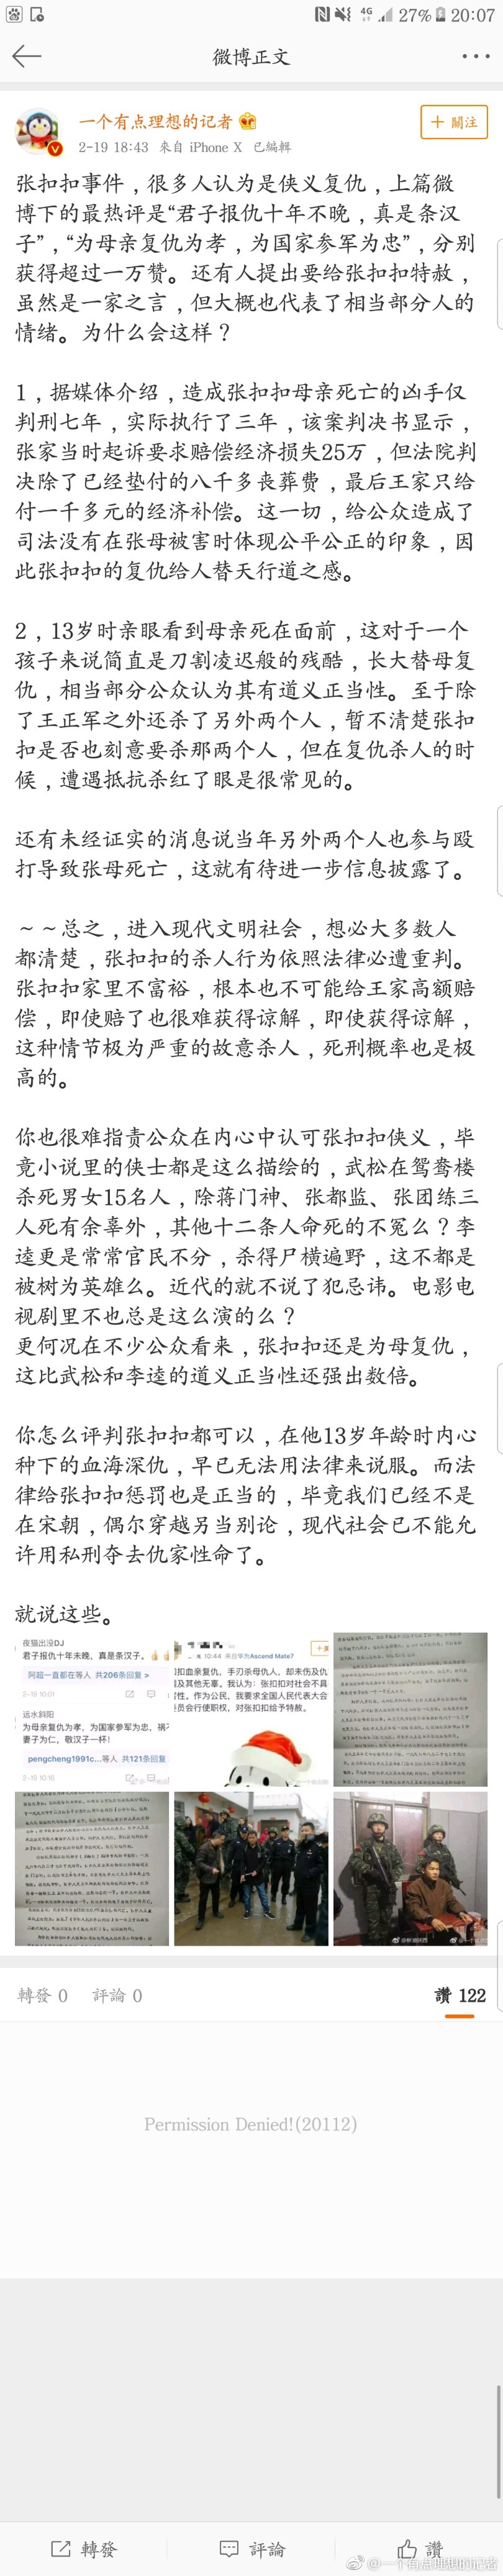 4G 27% 20:07
微博正文
一个有点理想的记者
2-19 18:43 來自 iPhone X 已編輯
+ 關注
张扣扣事件，很多人认为是侠义复仇，上篇微
博下的最热评是“君子报仇十年不晚，真是条汉
子”，“为母亲复仇为孝，为国家参军为忠”，分别
获得超过一万赞。还有人提出要给张扣扣特赦，
虽然是一家之言，但大概也代表了相当部分人的
情绪。为什么会这样？
1，据媒体介绍，造成张扣扣母亲死亡的凶手仅
判刑七年，实际执行了三年，该案判决书显示，
张家当时起诉要求赔偿经济损失25万，但法院判
决除了已经垫付的八千多丧葬费，最后王家只给
付一千多元的经济补偿。这一切，给公众造成了
司法没有在张母被害时体现公平公正的印象，因
此张扣扣的复仇给人替天行道之感。
2，13岁时亲眼看到母亲死在面前，这对于一个
孩子来说简直是刀割凌迟般的残酷，长大替母复
仇，相当部分公众认为其有道义正当性。至于除
了王正军之外还杀了另外两个人，暂不清楚张扣
扣是否也刻意要杀那两个人，但在复仇杀人的时
候，遭遇抵抗杀红了眼是很常见的。
还有未经证实的消息说当年另外两个人也参与殴
打导致张母死亡，这就有待进一步信息披露了。
～～总之，进入现代文明社会，想必大多数人
都清楚，张扣扣的杀人行为依照法律必遭重判。
张扣扣家里不富裕，根本也不可能给王家高额赔
偿，即使赔了也很难获得谅解，即使获得谅解，
这种情节极为严重的故意杀人，死刑概率也是极
高的。
你也很难指责公众在内心中认可张扣扣侠义，毕
竟小说里的侠士都是这么描绘的，武松在鸳鸯楼
杀死男女15名人，除蒋门神、张都监、张团练三
人死有余辜外，其他十二条人命死的不冤么？李
逵更是常常官民不分，杀得尸横遍野，这不都是
被树为英雄么。近代的就不说了犯忌讳。电影电
视剧里不也总是这么演的么？
更何况在不少公众看来，张扣扣还是为母复仇，
这比武松和李逵的道义正当性还强出数倍。
你怎么评判张扣扣都可以，在他13岁年龄时内心
种下的血海深仇，早已无法用法律来说服。而法
律给张扣扣惩罚也是正当的，毕竟我们已经不是
在宋朝，偶尔穿越另当别论，现代社会已不能允
许用私刑夺去仇家性命了。
就说这些。
夜猫出没DJ
君子报仇十年未晚，真是条汉子。
阿超一直都在等人 共206条回复 >
2-19 10:01
远水斜阳
为母亲复仇为孝，为国家参军为忠，祸不
妻子为仁，敬汉子一杯！
pengcheng1991c...等人 共121条回复
2-19 10:16
10:44 来自华为Ascend Mate7
扣血亲复仇，手刃杀母仇人，却未伤及仇
及其他无辜。我认为：张扣扣对社会不具
性。作为公民，我要求全国人民代表大会
员会行使职权，对张扣扣给予特赦。
轉發 0 評論 0 讚 122
Permission Denied!(20112)
轉發 評論 讚
@一个有点理想的记者